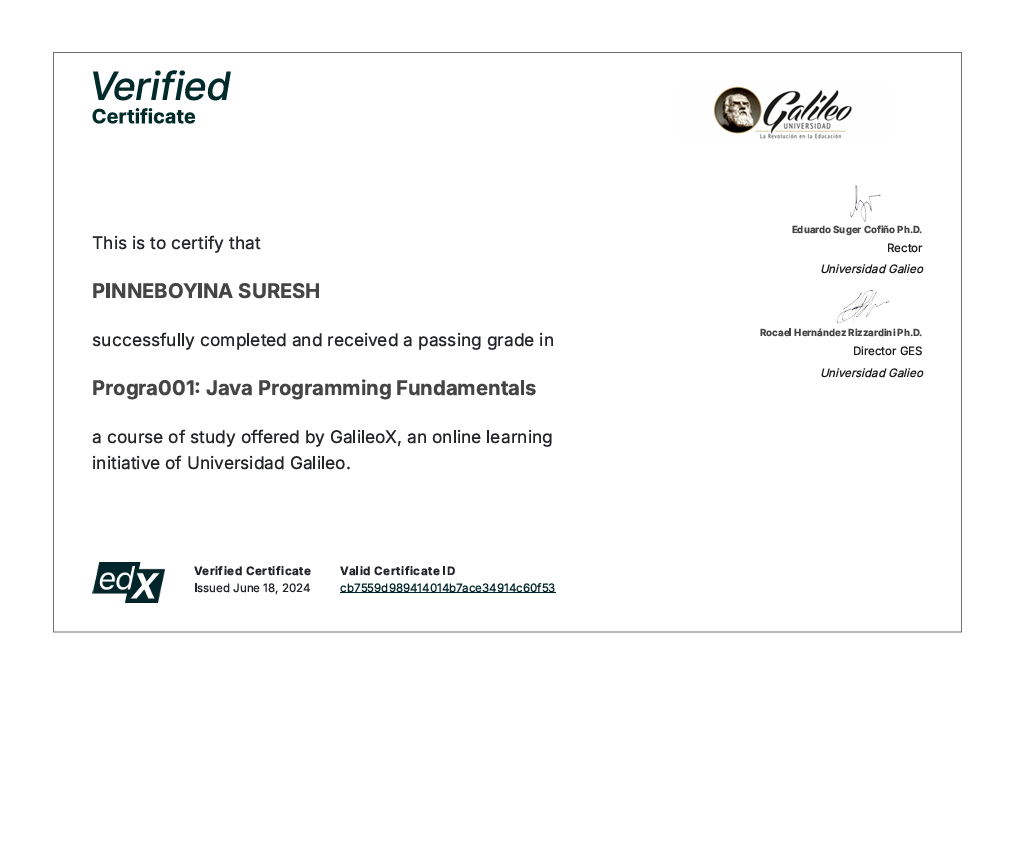 Verified
Certificate
Galileo
UNIVERSIDAD
La Revolución en la Educación
Eduardo Suger Cofiño Ph.D.
Rector
Universidad Galieo
Rocael Hernández Rizzardini Ph.D.
Director GES
Universidad Galieo
This is to certify that
PINNEBOYINA SURESH
successfully completed and received a passing grade in
Progra001: Java Programming Fundamentals
a course of study offered by GalileoX, an online learning
initiative of Universidad Galileo.
edX
Verified Certificate
Issued June 18, 2024
Valid Certificate ID
cb7559d989414014b7ace34914c60f53